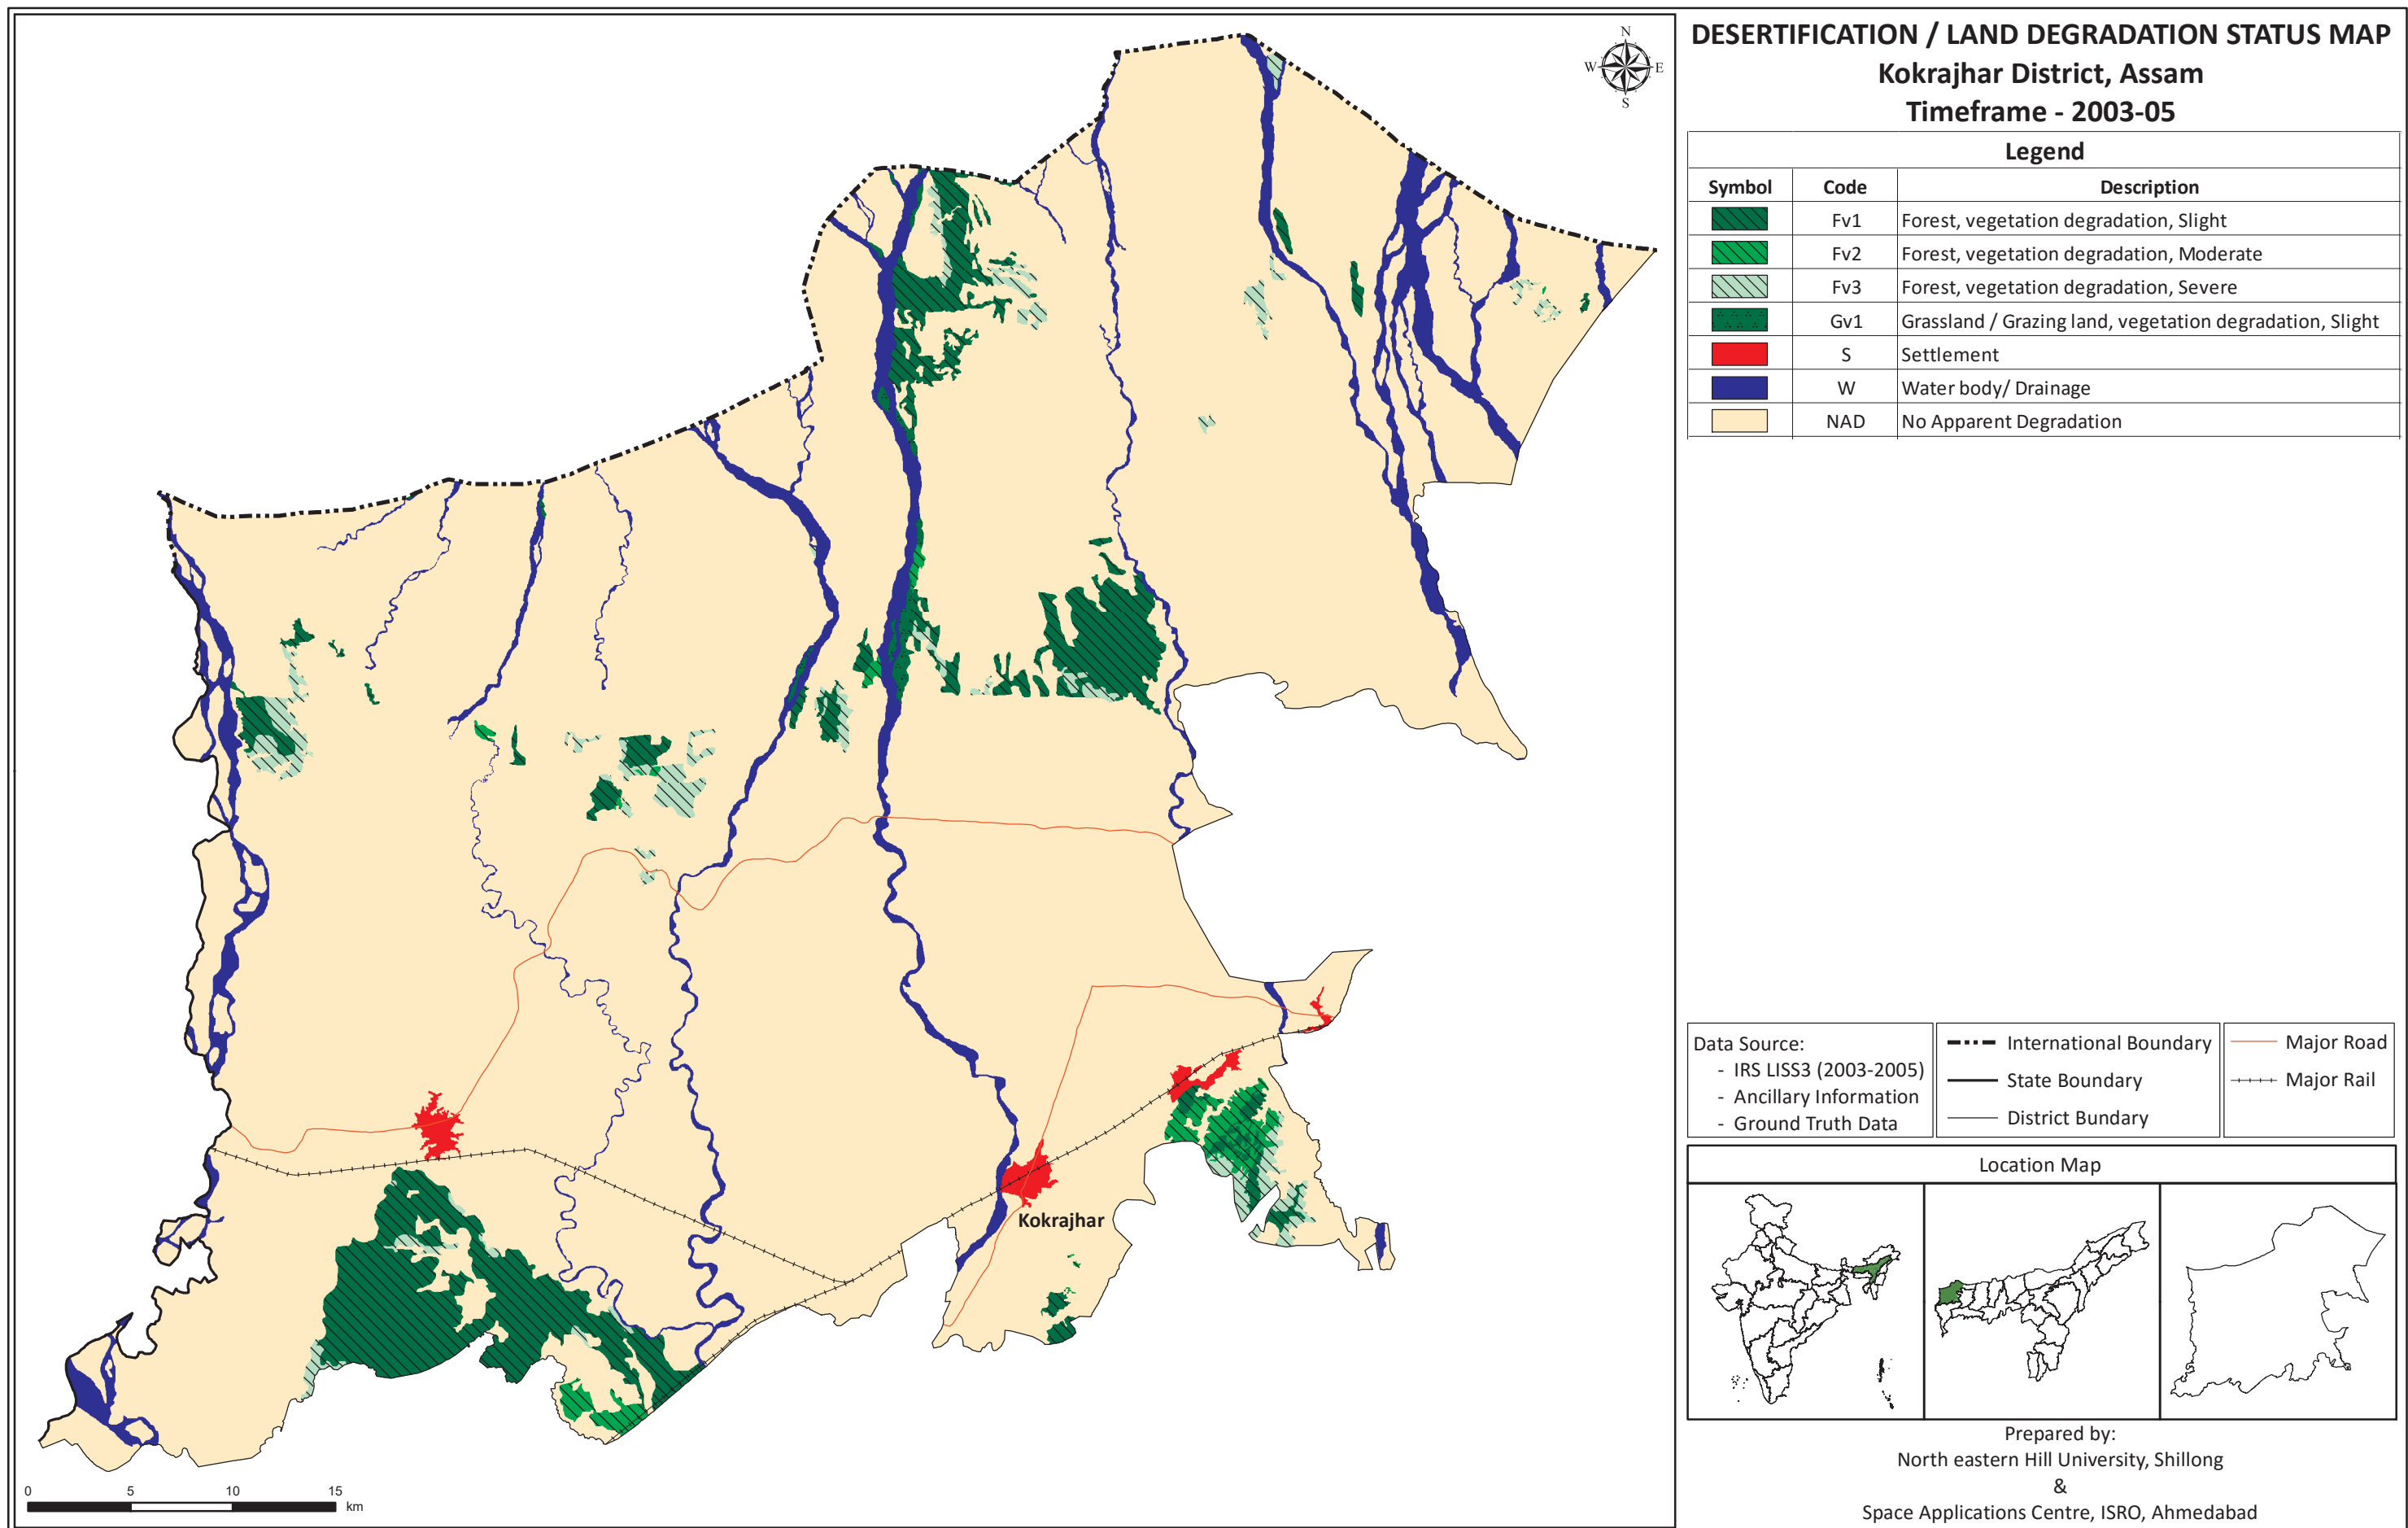 DESERTIFICATION / LAND DEGRADATION STATUS MAP
Kokrajhar District, Assam
Timeframe - 2003-05
Legend
Symbol Code Description
Fv1 Forest, vegetation degradation, Slight
Fv2 Forest, vegetation degradation, Moderate
Fv3 Forest, vegetation degradation, Severe
Gv1 Grassland / Grazing land, vegetation degradation, Slight
S Settlement
W Water body/ Drainage
NAD No Apparent Degradation
N
W E
S
Kokrajhar
0 5 10 15
km
Data Source:
- IRS LISS3 (2003-2005)
- Ancillary Information
- Ground Truth Data
International Boundary
State Boundary
District Bundary
Major Road
Major Rail
Location Map
Prepared by:
North eastern Hill University, Shillong
&
Space Applications Centre, ISRO, Ahmedabad